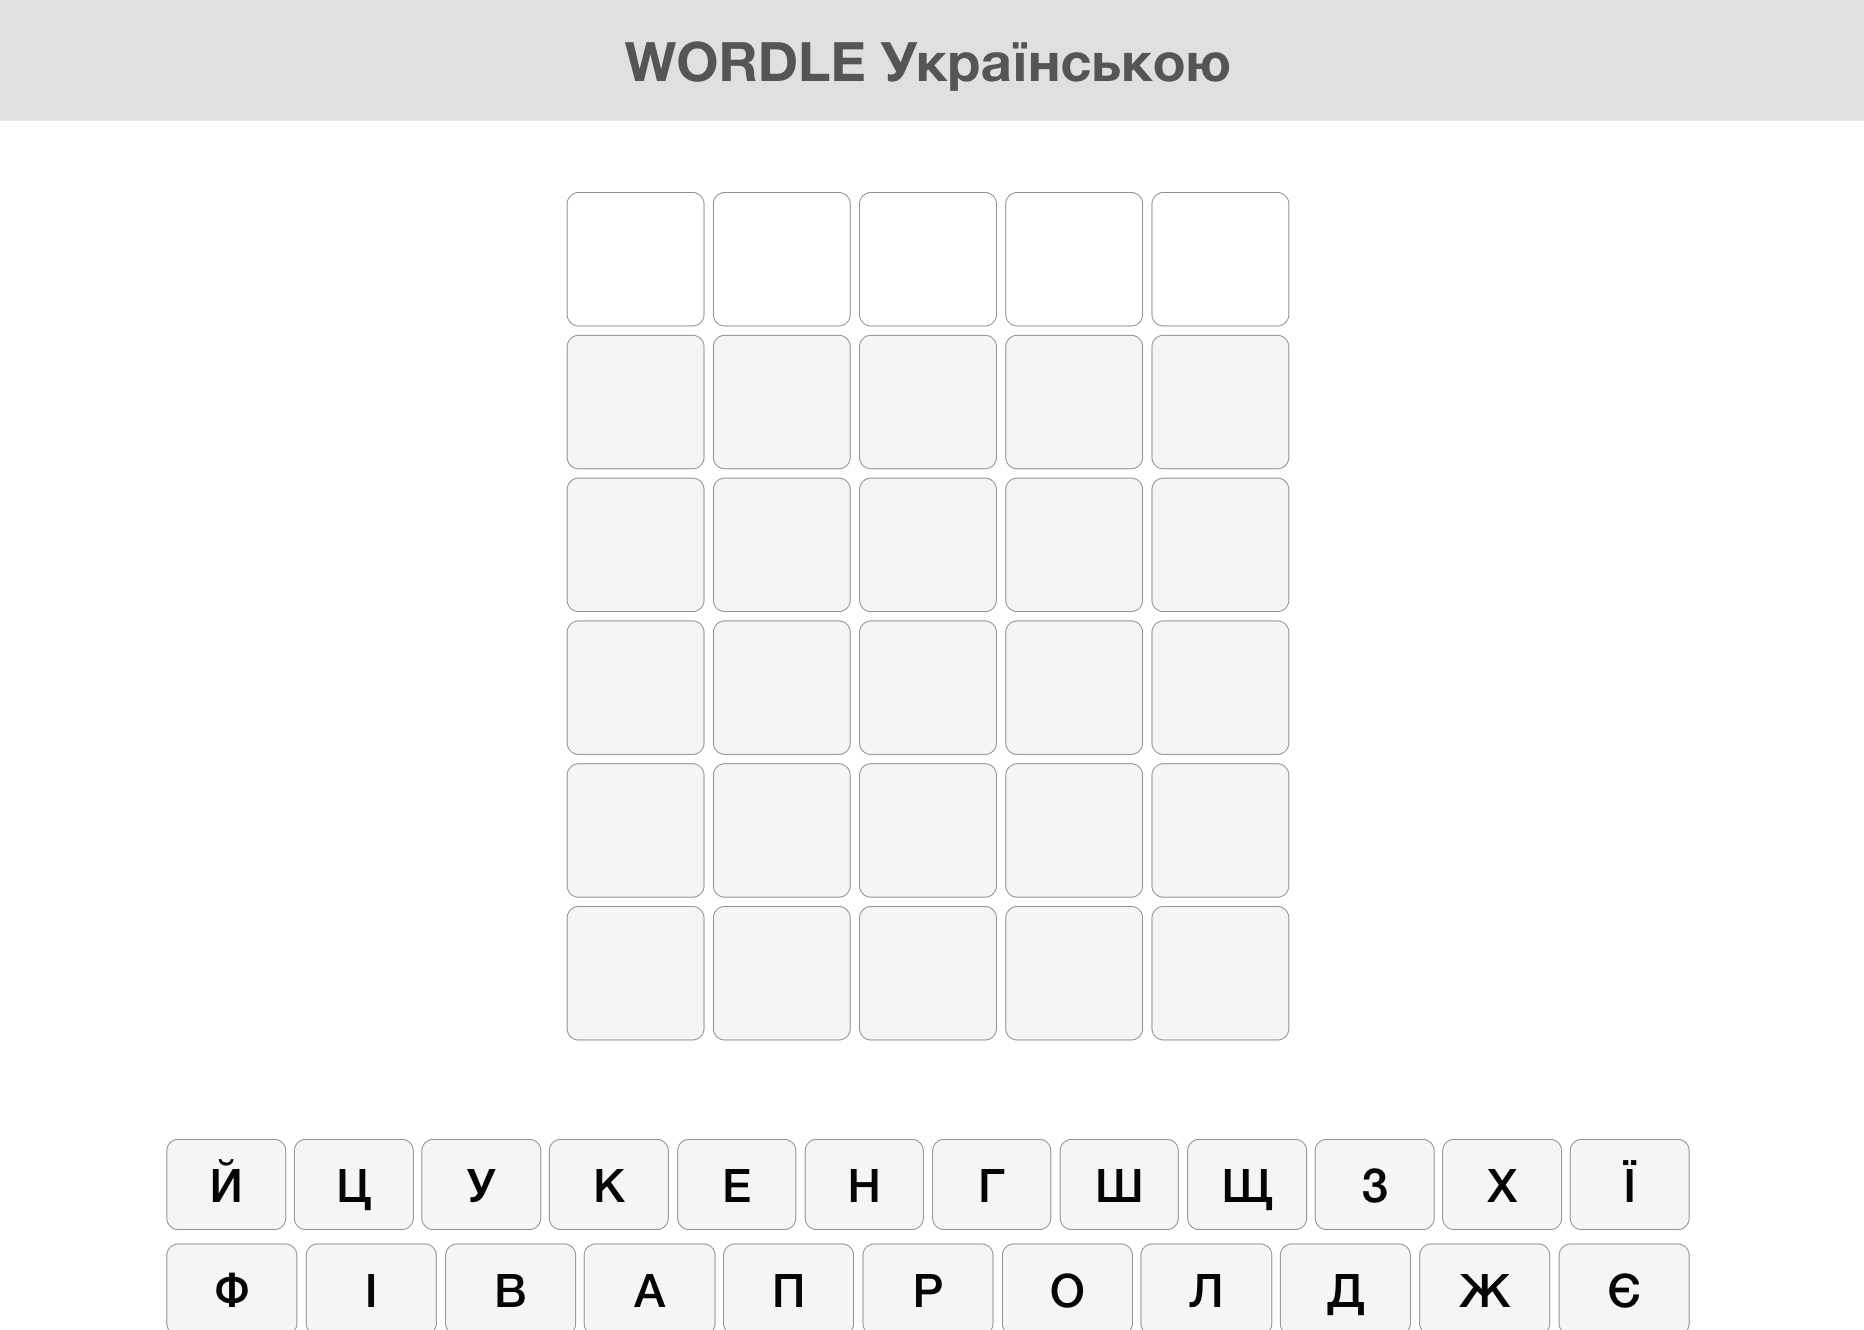 WORDLE Українською
Й Ц У К Е Н Г Ш Щ З Х Ї
Ф І В А П Р О Л Д Ж Є